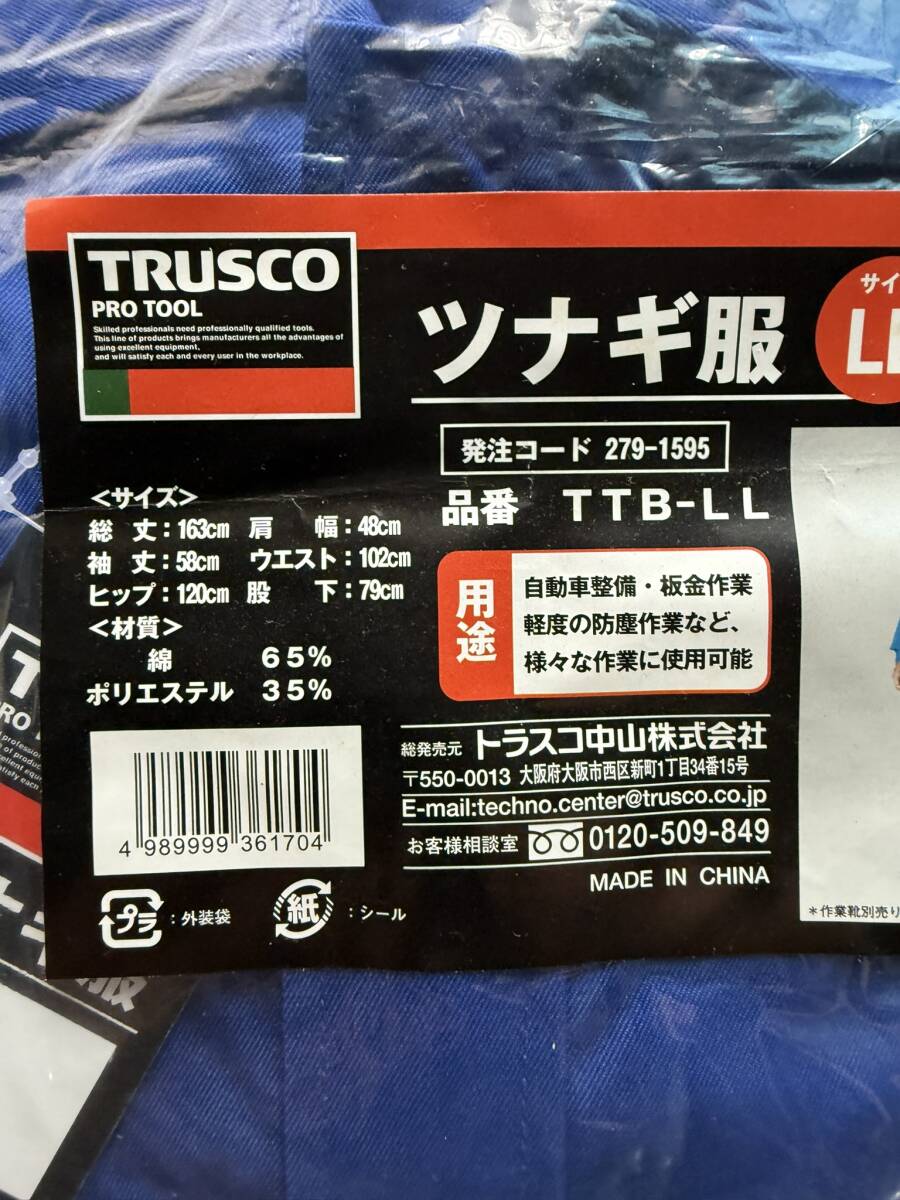 TRUSCO
PRO TOOL
Skilled professionals need professionally qualified tools.
This line of products brings manufacturers all the advantages of
using excellent equipment,
and will satisfy each and every user in the workplace.
ツナギ服
サイ
LL
発注コード 279-1595
品番 TTB-LL
<サイズ>
総丈:163cm 肩幅:48cm
袖丈:58cm ウエスト:102cm
ヒップ:120cm 股下:79cm
<材質>
綿 65%
ポリエステル 35%
用途
自動車整備・板金作業
軽度の防塵作業など、
様々な作業に使用可能
総発売元 トラスコ中山株式会社
〒550-0013 大阪府大阪市西区新町1丁目34番15号
E-mail:techno.center@trusco.co.jp
お客様相談室 0120-509-849
MADE IN CHINA
4 989999 361704
プラ :外装袋
紙 :シール
*作業靴別売り